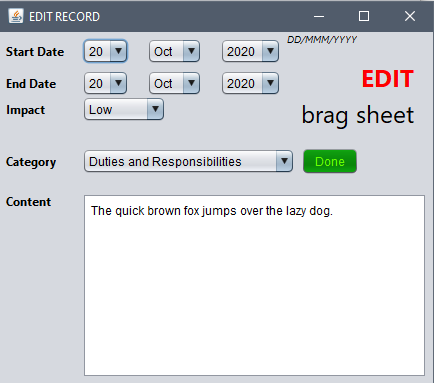 EDIT RECORD
DD/MMM/YYYY
Start Date 20 Oct 2020
End Date 20 Oct 2020
EDIT
Impact Low
brag sheet
Category Duties and Responsibilities Done
Content
The quick brown fox jumps over the lazy dog.